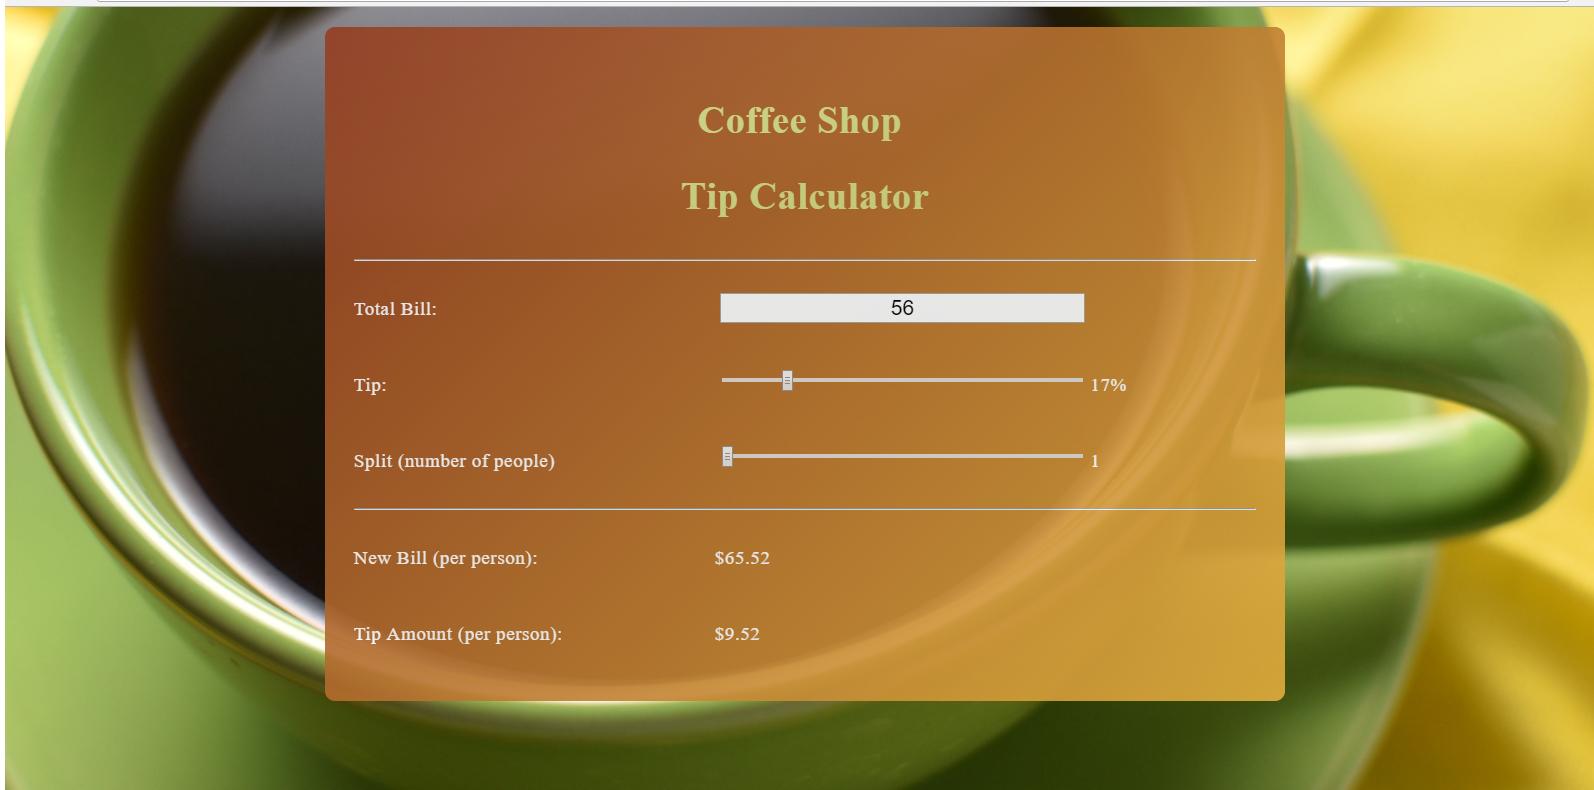 Coffee Shop
Tip Calculator
Total Bill: 56
Tip: 17%
Split (number of people) 1
New Bill (per person): $65.52
Tip Amount (per person): $9.52